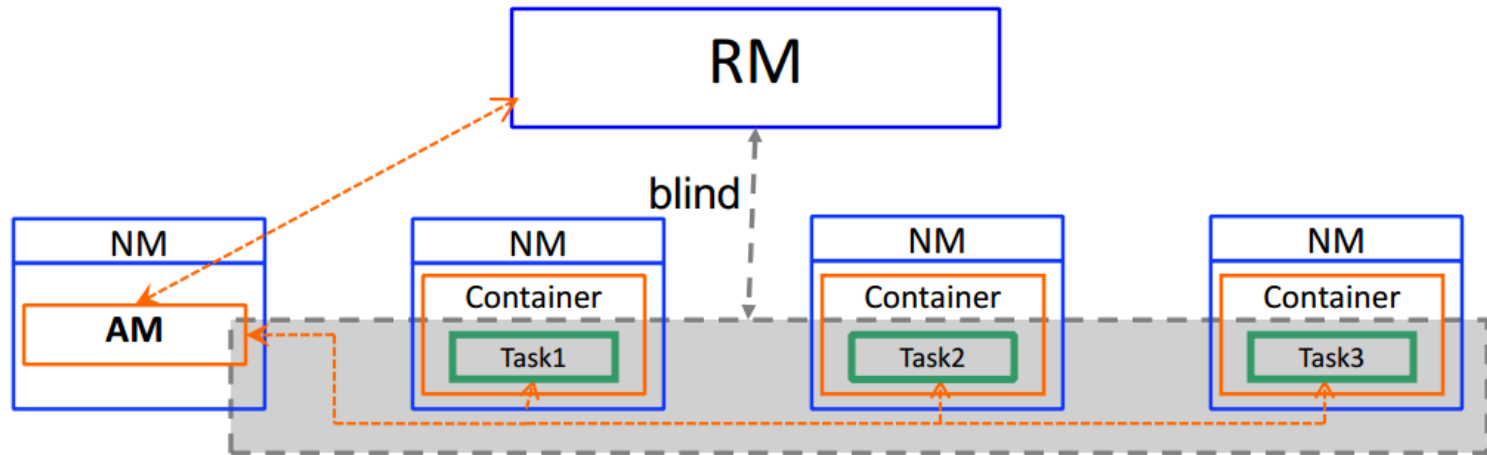 RM
blind
NM
AM
NM
Container
Task1
NM
Container
Task2
NM
Container
Task3